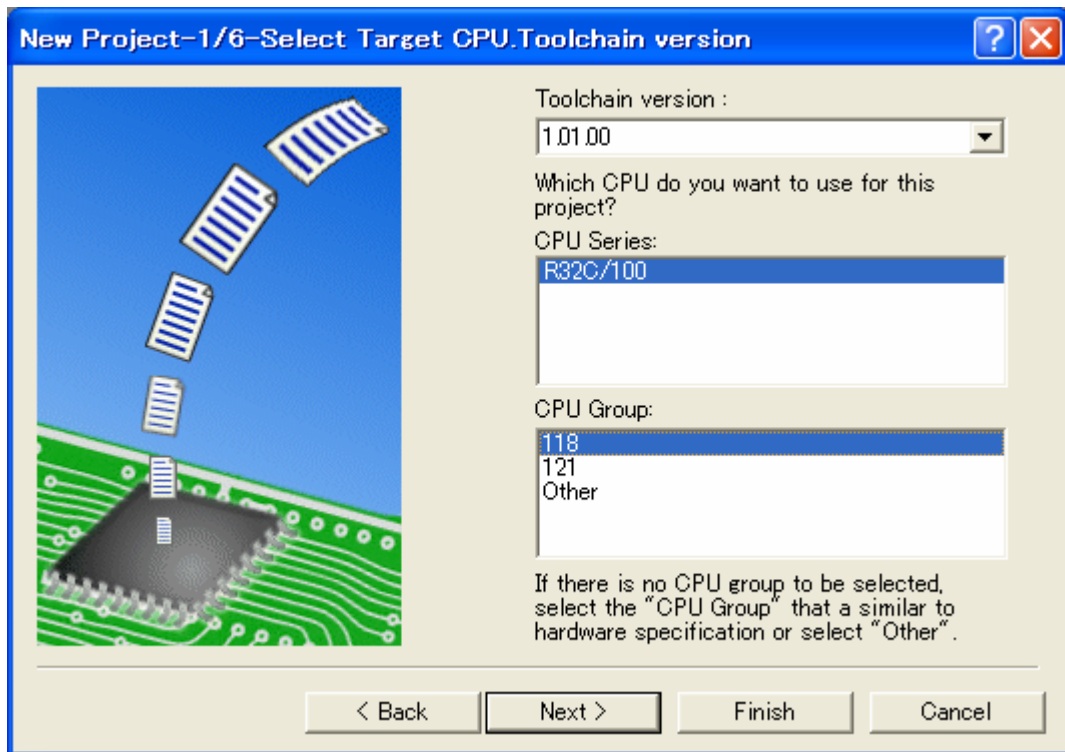 New Project-1/6-Select Target CPU.Toolchain version
Toolchain version :
1.01.00
Which CPU do you want to use for this
project?
CPU Series:
R32C/100
CPU Group:
118
121
Other
If there is no CPU group to be selected,
select the "CPU Group" that a similar to
hardware specification or select "Other".
< Back
Next >
Finish
Cancel